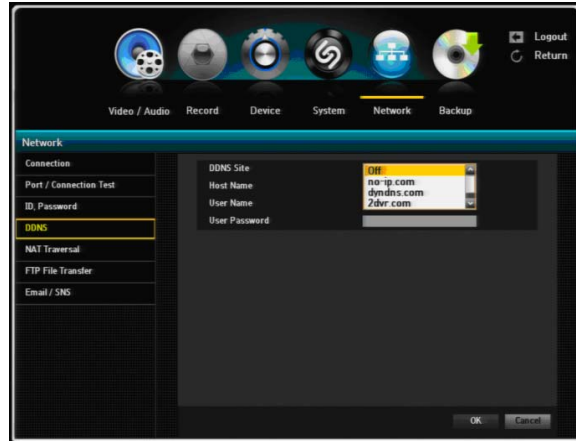 Logout
Return
Video / Audio Record Device System Network Backup
Network
Connection
Port / Connection Test
ID, Password
DDNS
NAT Traversal
FTP File Transfer
Email / SNS
DDNS Site
Off
no-ip.com
dyndns.com
2dvr.com
Host Name
User Name
User Password
OK Cancel